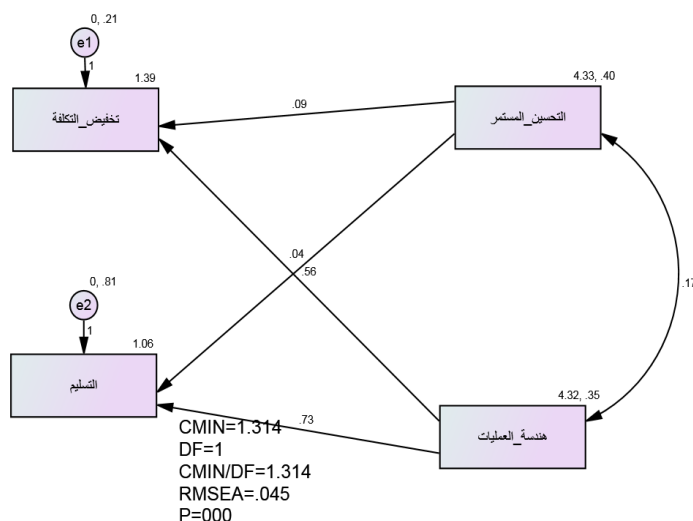 0, .21
e1
1
1.39
تخفيض_التكلفة
4.33, .40
التحسين_المستمر
.09
.04
.56
.17
0, .81
e2
1
1.06
التسليم
4.32, .35
هندسة_العمليات
.73
CMIN=1.314
DF=1
CMIN/DF=1.314
RMSEA=.045
P=000